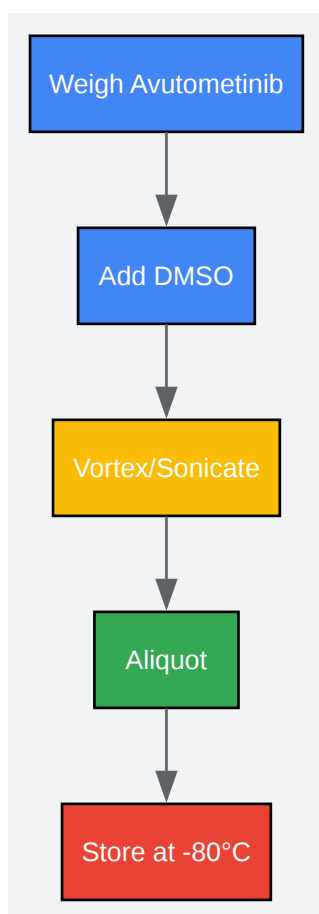 Weigh Avutometinib
Add DMSO
Vortex/Sonicate
Aliquot
Store at -80°C